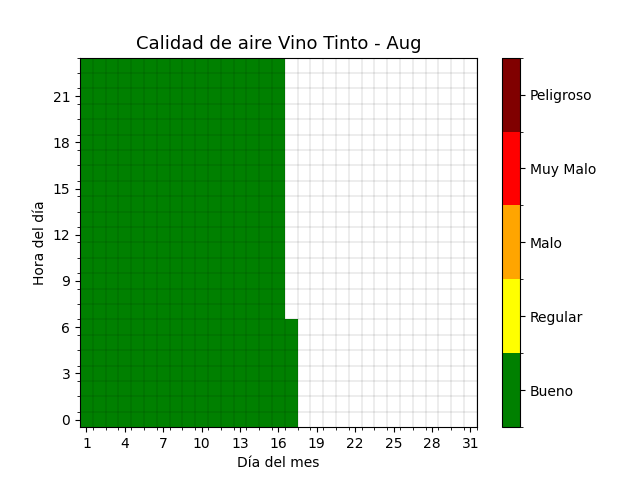 Calidad de aire Vino Tinto - Aug
Hora del día
21
18
15
12
9
6
3
0
1 4 7 10 13 16 19 22 25 28 31
Día del mes
Peligroso
Muy Malo
Malo
Regular
Bueno